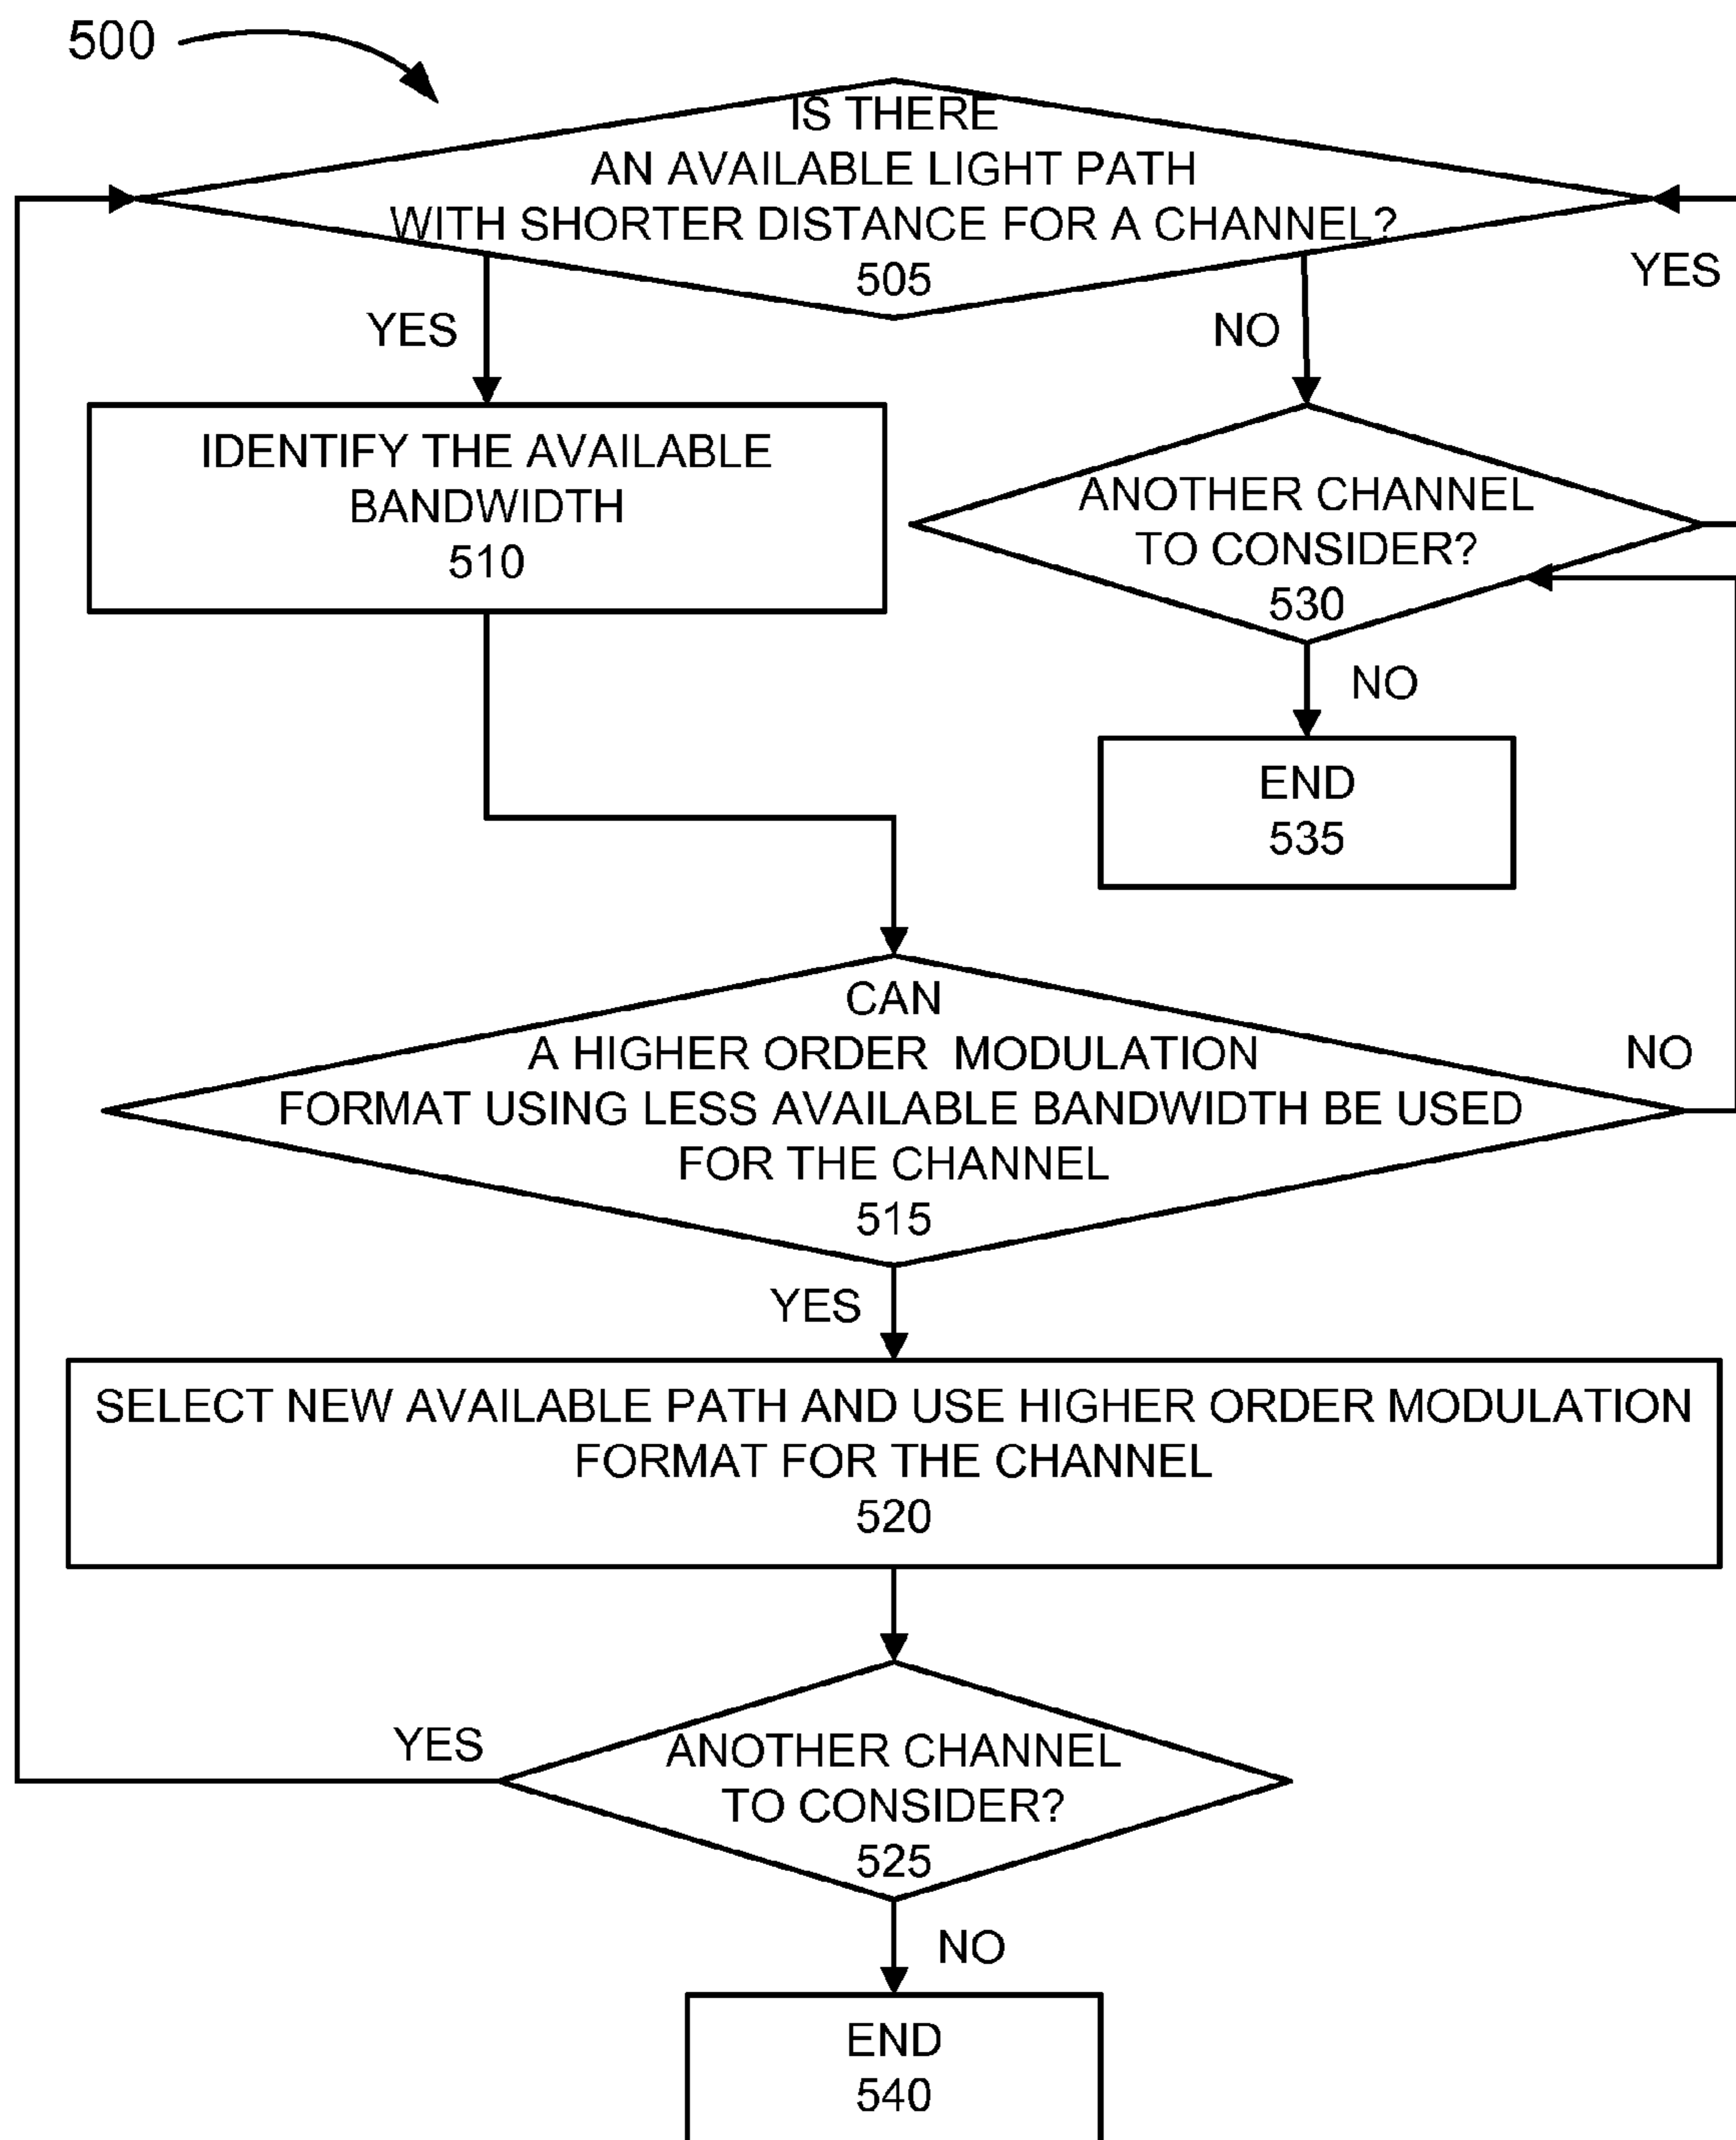 500
IS THERE
AN AVAILABLE LIGHT PATH
WITH SHORTER DISTANCE FOR A CHANNEL?
505
YES
YES
NO
IDENTIFY THE AVAILABLE
BANDWIDTH
510
ANOTHER CHANNEL
TO CONSIDER?
530
NO
END
535
CAN
A HIGHER ORDER MODULATION
FORMAT USING LESS AVAILABLE BANDWIDTH BE USED
FOR THE CHANNEL
515
NO
YES
SELECT NEW AVAILABLE PATH AND USE HIGHER ORDER MODULATION
FORMAT FOR THE CHANNEL
520
YES
ANOTHER CHANNEL
TO CONSIDER?
525
NO
END
540